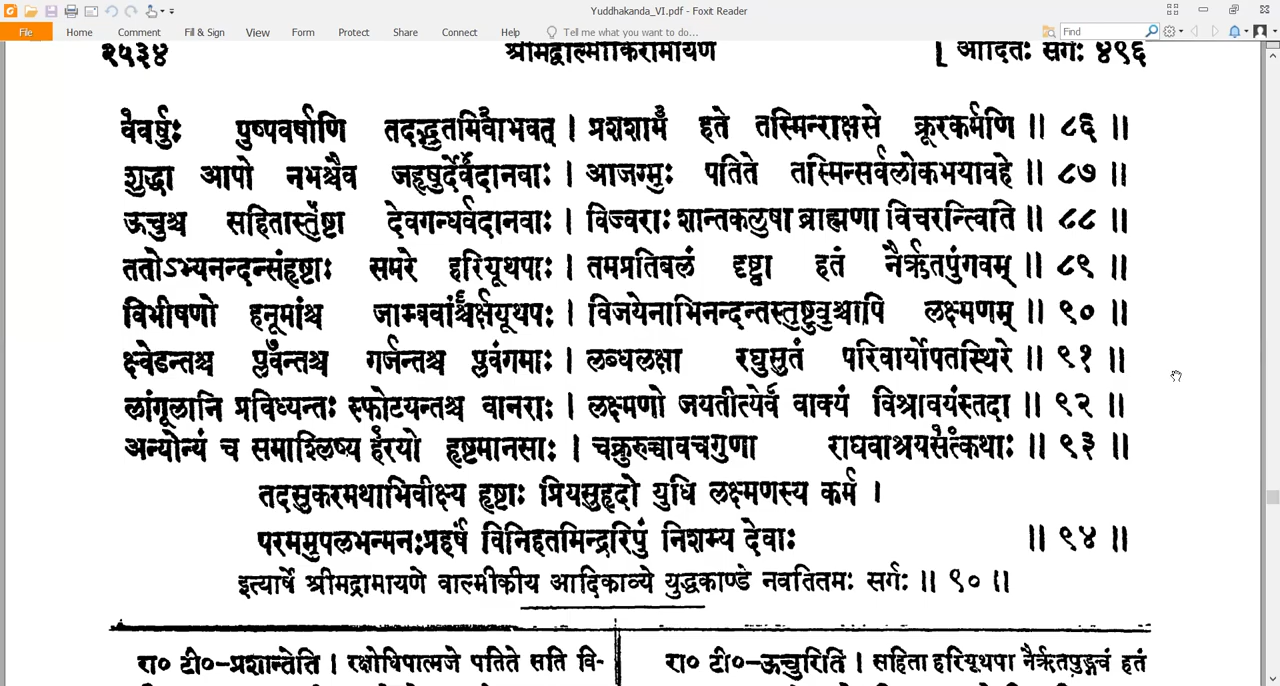 Yuddhakanda_VI.pdf - Foxit Reader
File Home Comment Fill & Sign View Form Protect Share Connect Help Tell me what you want to do... Find
२५३४ श्रीमद्वाल्मीकिरामायणे [ आदितः सर्गः ४९६
ववर्षुः पुष्पवर्षाणि तदद्भुतमिवाभवत् । प्रशशाम हते तस्मिन्राक्षसे क्रूरकर्मणि ॥ ८६ ॥
शुद्धा आपो नभश्चैव जहृषुर्देवदानवाः । आजग्मुः पतिते तस्मिन्सर्वलोकभयावहे ॥ ८७ ॥
ऊचुश्च सहितास्तुष्टा देवगन्धर्वदानवाः । विज्वराः शान्तकलुषा ब्राह्मणा विचरन्त्विति ॥ ८८ ॥
ततोऽभ्यनन्दन्संहृष्टाः समरे हरियूथपाः । तमप्रतिबलं दृष्ट्वा हतं नैर्ऋतपुंगवम् ॥ ८९ ॥
विभीषणो हनूमांश्च जाम्बवांश्चर्क्षयूथपः । विजयेनाभिनन्दन्तस्तुष्टुवुश्चापि लक्ष्मणम् ॥ ९० ॥
क्ष्वेडन्तश्च प्लवन्तश्च गर्जन्तश्च प्लवंगमाः । लब्धलक्षा रघुसुतं परिवार्योपतस्थिरे ॥ ९१ ॥
लांगूलानि प्रविध्यन्तः स्फोटयन्तश्च वानराः । लक्ष्मणो जयतीत्येवं वाक्यं विश्रावयंस्तदा ॥ ९२ ॥
अन्योन्यं च समाश्लिष्य हरयो हृष्टमानसाः । चक्रुरुच्चावचगुणा राघवाश्रयसत्कथाः ॥ ९३ ॥
तदसुकरमथाभिवीक्ष्य हृष्टाः प्रियसुहृदो युधि लक्ष्मणस्य कर्म ।
परममुपलभन्मनःप्रहर्षं विनिहतमिन्द्ररिपुं निशम्य देवाः ॥ ९४ ॥
इत्यार्षे श्रीमद्रामायणे वाल्मीकीय आदिकाव्ये युद्धकाण्डे नवतितमः सर्गः ॥ ९० ॥
रा० टी०-प्रशान्तेति । रक्षोधिपात्मजे पतिते सति वि-
रा० टी०-ऊचुरिति । सहिता हरियूथपा नैर्ऋतपुङ्गवं हतं